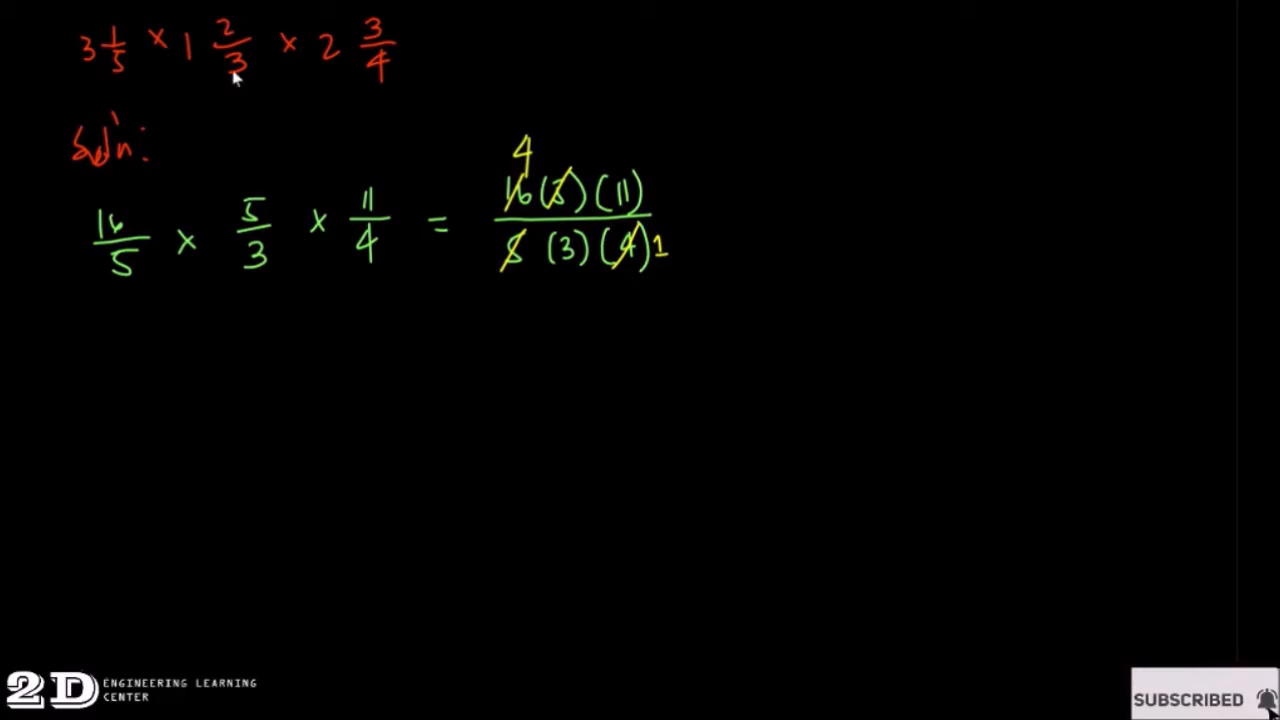 3 1/5 × 1 2/3 × 2 3/4
Sol'n:
16/5 × 5/3 × 11/4 = 16(5)(11) / 5(3)(4)
4
1
2D ENGINEERING LEARNING CENTER
SUBSCRIBED